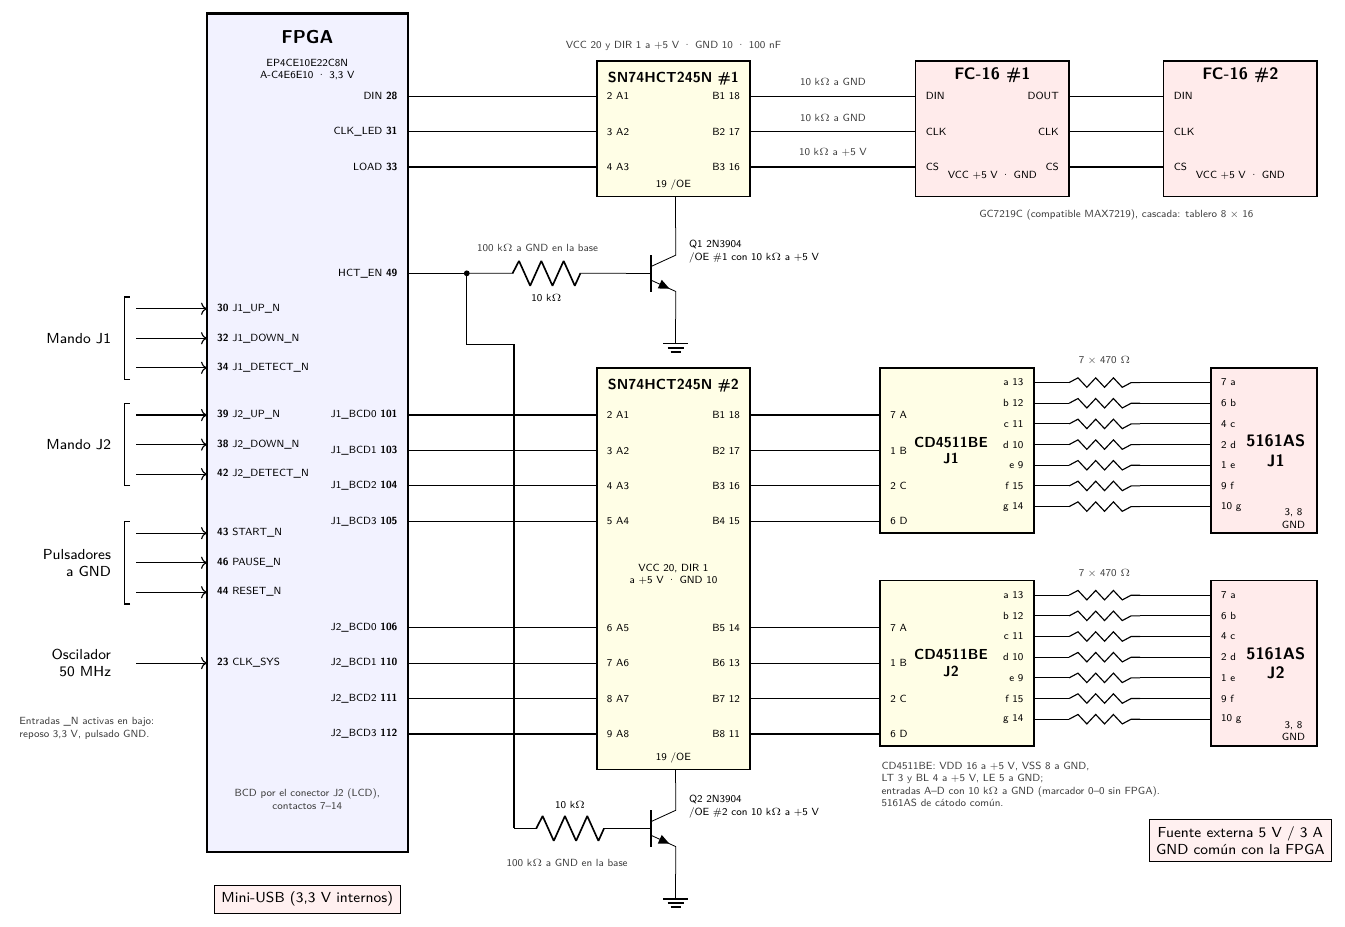 FPGA
EP4CE10E22C8N
A-C4E6E10 · 3,3 V
DIN 28
CLK_LED 31
LOAD 33
HCT_EN 49
30 J1_UP_N
32 J1_DOWN_N
34 J1_DETECT_N
39 J2_UP_N
38 J2_DOWN_N
42 J2_DETECT_N
43 START_N
46 PAUSE_N
44 RESET_N
23 CLK_SYS
J1_BCD0 101
J1_BCD1 103
J1_BCD2 104
J1_BCD3 105
J2_BCD0 106
J2_BCD1 110
J2_BCD2 111
J2_BCD3 112
BCD por el conector J2 (LCD),
contactos 7–14
Mando J1
Mando J2
Pulsadores
a GND
Oscilador
50 MHz
Entradas _N activas en bajo:
reposo 3,3 V, pulsado GND.
Mini-USB (3,3 V internos)
VCC 20 y DIR 1 a +5 V · GND 10 · 100 nF
SN74HCT245N #1
2 A1
B1 18
3 A2
B2 17
4 A3
B3 16
19 /OE
10 kΩ a GND
10 kΩ a GND
10 kΩ a +5 V
FC-16 #1
DIN
DOUT
CLK
CLK
CS
CS
VCC +5 V · GND
FC-16 #2
DIN
CLK
CS
VCC +5 V · GND
GC7219C (compatible MAX7219), cascada: tablero 8 × 16
100 kΩ a GND en la base
10 kΩ
Q1 2N3904
/OE #1 con 10 kΩ a +5 V
SN74HCT245N #2
2 A1
B1 18
3 A2
B2 17
4 A3
B3 16
5 A4
B4 15
VCC 20, DIR 1
a +5 V · GND 10
6 A5
B5 14
7 A6
B6 13
8 A7
B7 12
9 A8
B8 11
19 /OE
10 kΩ
100 kΩ a GND en la base
Q2 2N3904
/OE #2 con 10 kΩ a +5 V
7 A
1 B
2 C
6 D
CD4511BE
J1
a 13
b 12
c 11
d 10
e 9
f 15
g 14
7 × 470 Ω
7 a
6 b
4 c
2 d
1 e
9 f
10 g
5161AS
J1
3, 8
GND
7 A
1 B
2 C
6 D
CD4511BE
J2
a 13
b 12
c 11
d 10
e 9
f 15
g 14
7 × 470 Ω
7 a
6 b
4 c
2 d
1 e
9 f
10 g
5161AS
J2
3, 8
GND
CD4511BE: VDD 16 a +5 V, VSS 8 a GND,
LT 3 y BL 4 a +5 V, LE 5 a GND;
entradas A–D con 10 kΩ a GND (marcador 0–0 sin FPGA).
5161AS de cátodo común.
Fuente externa 5 V / 3 A
GND común con la FPGA